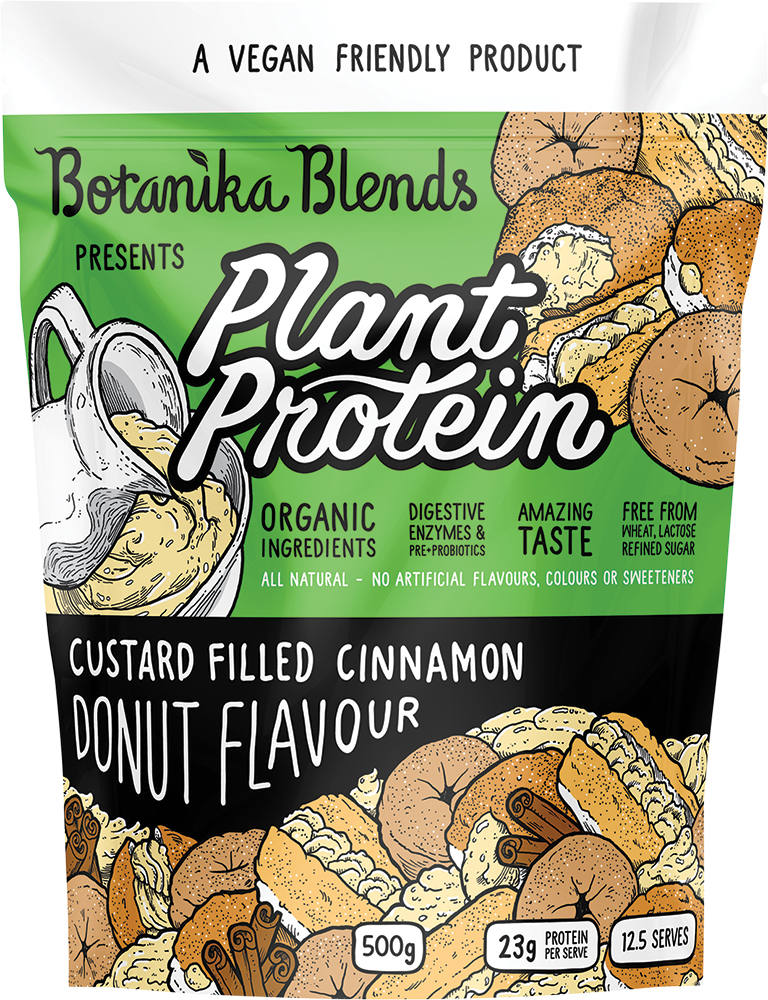 A VEGAN FRIENDLY PRODUCT
Botanika Blends
PRESENTS
Plant
Protein
ORGANIC
INGREDIENTS
DIGESTIVE
ENZYMES &
PRE+PROBIOTICS
AMAZING
TASTE
FREE FROM
WHEAT, LACTOSE
REFINED SUGAR
ALL NATURAL - NO ARTIFICIAL FLAVOURS, COLOURS OR SWEETENERS
CUSTARD FILLED CINNAMON
DONUT FLAVOUR
500g
23g PROTEIN
PER SERVE
12.5 SERVES